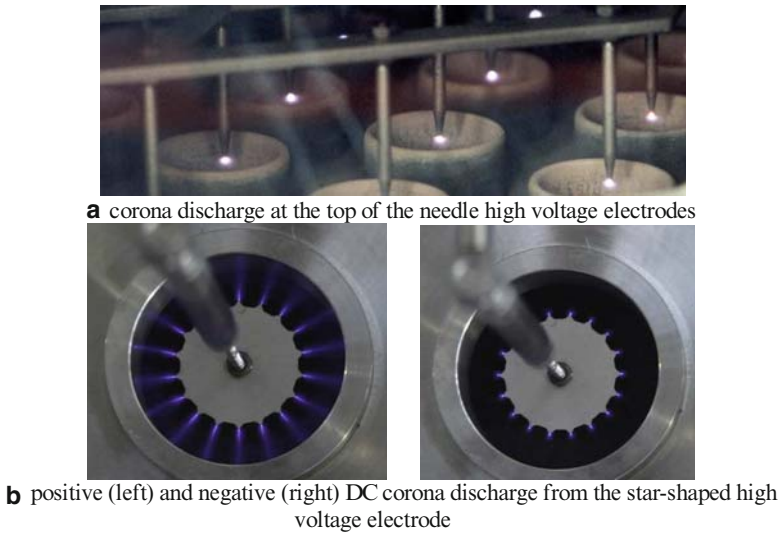 a corona discharge at the top of the needle high voltage electrodes
b positive (left) and negative (right) DC corona discharge from the star-shaped high
voltage electrode